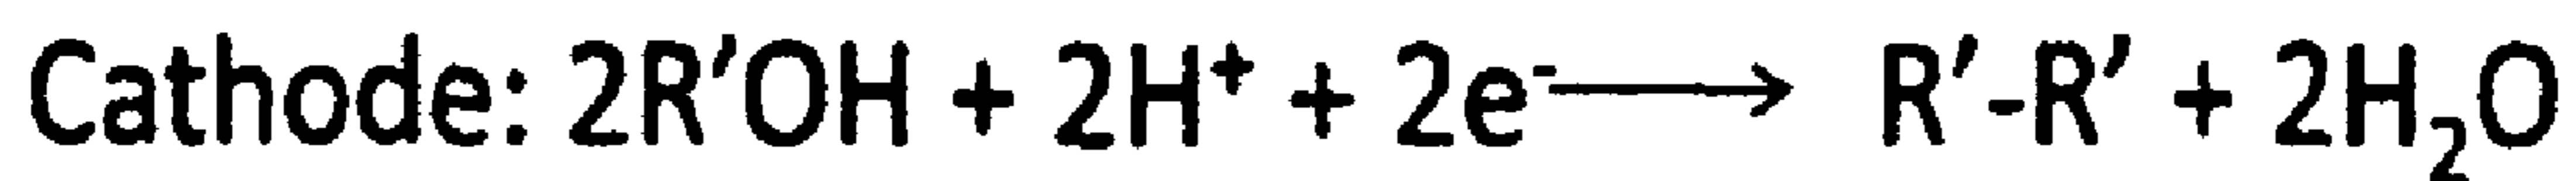 Cathode: 2R'OH + 2H⁺ + 2e⁻ ⟶ R'-R' + 2H₂O